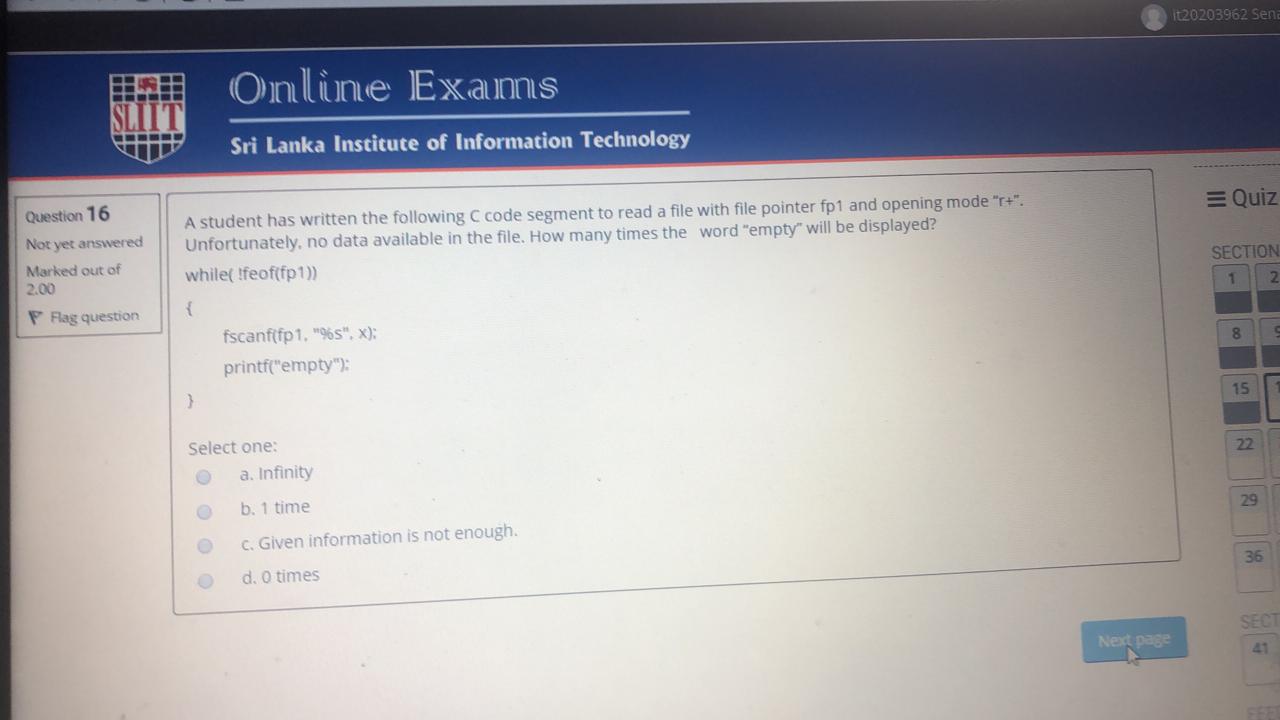 it20203962
SLIIT
Online Exams
Sri Lanka Institute of Information Technology
Question 16
Not yet answered
Marked out of
2.00
Flag question
A student has written the following C code segment to read a file with file pointer fp1 and opening mode "r+".
Unfortunately, no data available in the file. How many times the word "empty" will be displayed?
while( !feof(fp1))
{
fscanf(fp1, "%s", x);
printf("empty");
}
Select one:
a. Infinity
b. 1 time
c. Given information is not enough.
d. 0 times
Next page
Quiz
SECTION
1 2
8
15
22
29
36
SECT
41